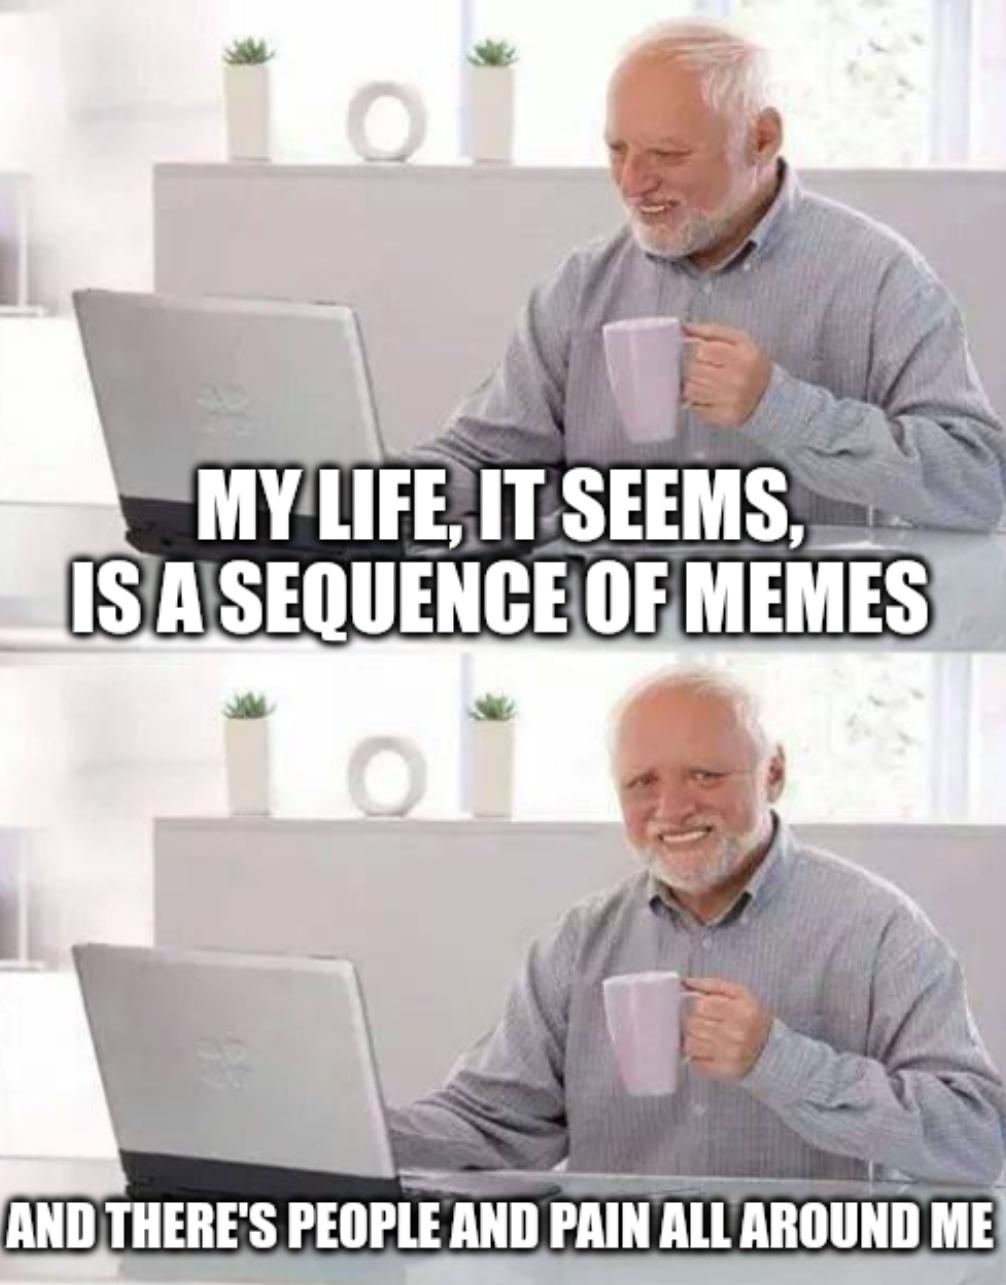 MY LIFE, IT SEEMS,
IS A SEQUENCE OF MEMES
AND THERE'S PEOPLE AND PAIN ALL AROUND ME